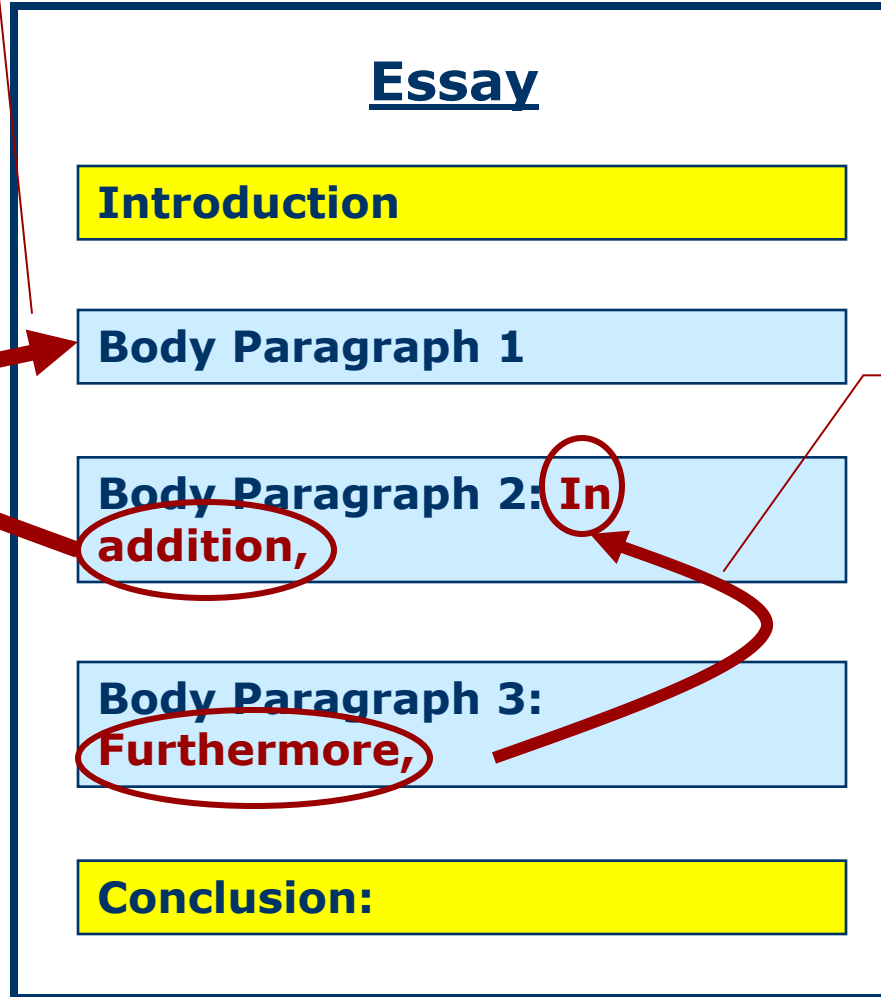 Essay
Introduction
Body Paragraph 1
Body Paragraph 2: In
addition,
Body Paragraph 3:
Furthermore,
Conclusion: